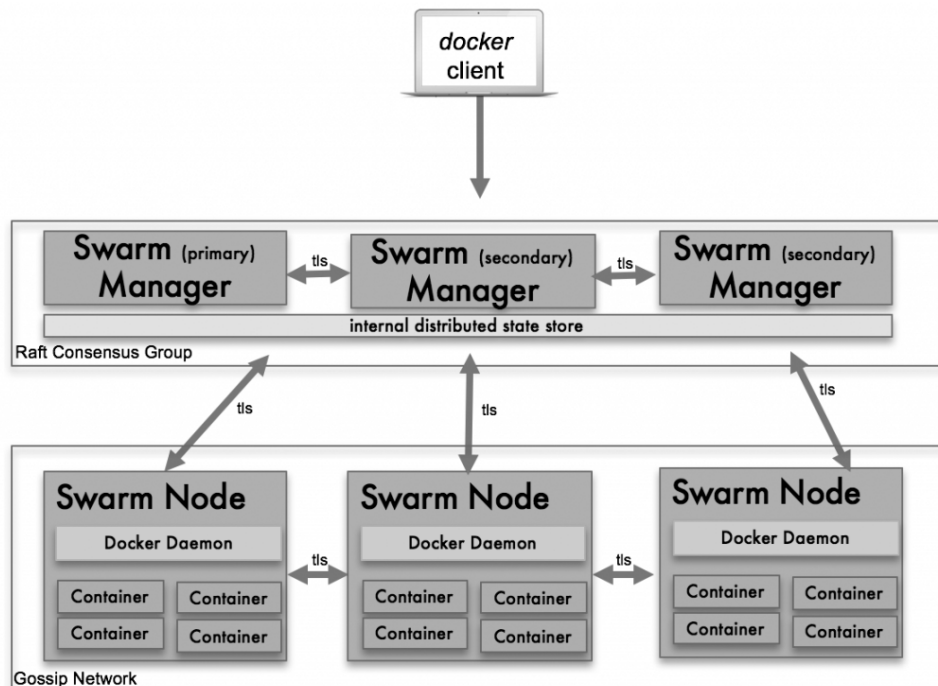 docker
client
Swarm (primary)
Manager
tls
Swarm (secondary)
Manager
tls
Swarm (secondary)
Manager
internal distributed state store
Raft Consensus Group
tls
tls
tls
Swarm Node
Docker Daemon
Container Container
Container Container
tls
Swarm Node
Docker Daemon
Container Container
Container Container
tls
Swarm Node
Docker Daemon
Container Container
Container Container
Gossip Network